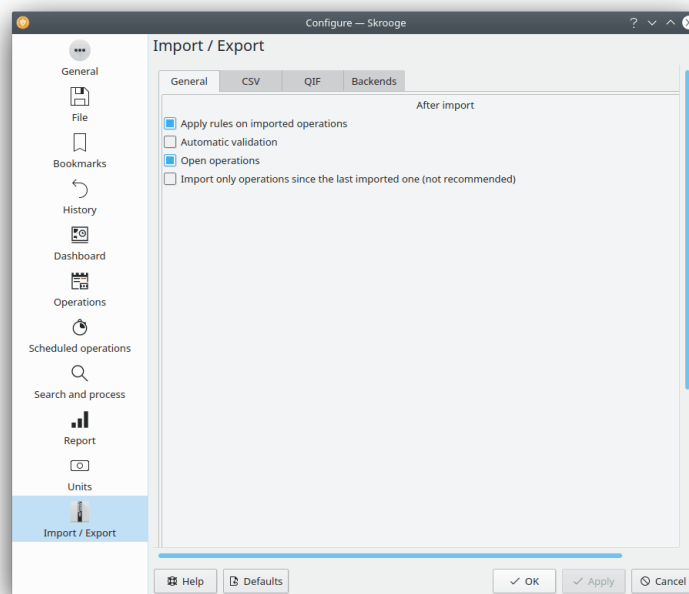 Configure — Skrooge
?
Import / Export
General
File
Bookmarks
History
Dashboard
Operations
Scheduled operations
Search and process
Report
Units
Import / Export
General CSV QIF Backends
After import
Apply rules on imported operations
Automatic validation
Open operations
Import only operations since the last imported one (not recommended)
Help Defaults OK Apply Cancel